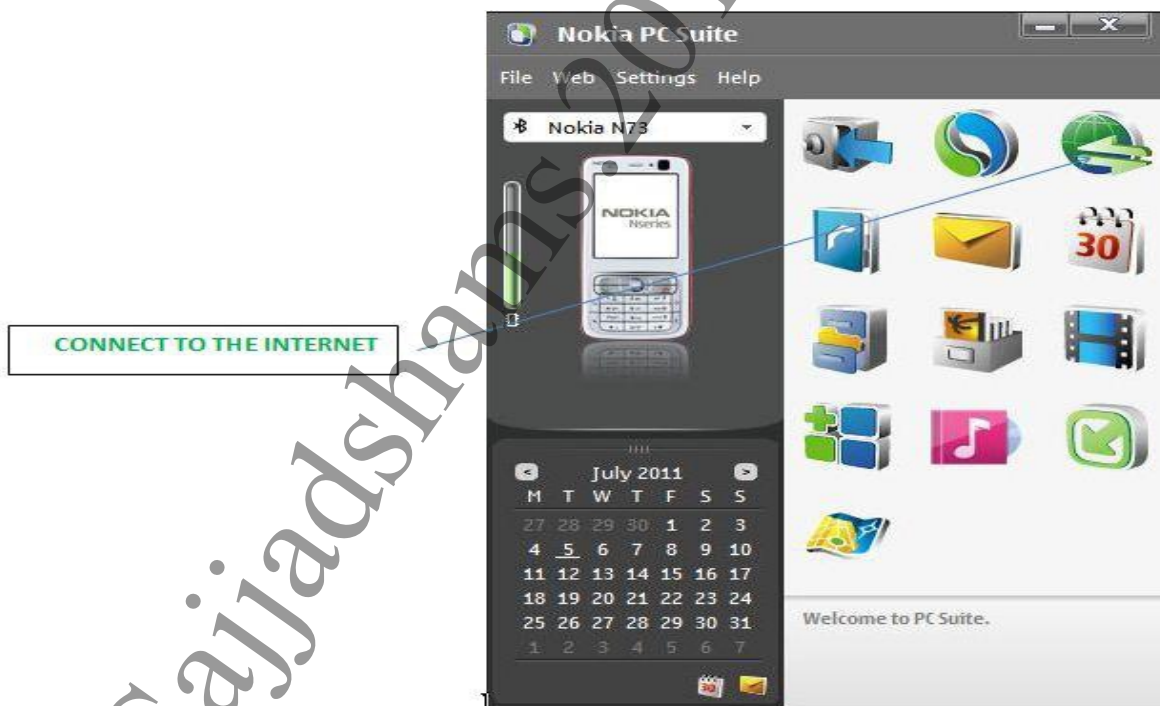 Nokia PC Suite
File Web Settings Help
Nokia N73
NOKIA
Nseries
30
CONNECT TO THE INTERNET
July 2011
M T W T F S S
27 28 29 30 1 2 3
4 5 6 7 8 9 10
11 12 13 14 15 16 17
18 19 20 21 22 23 24
25 26 27 28 29 30 31
1 2 3 4 5 6 7
30
Welcome to PC Suite.